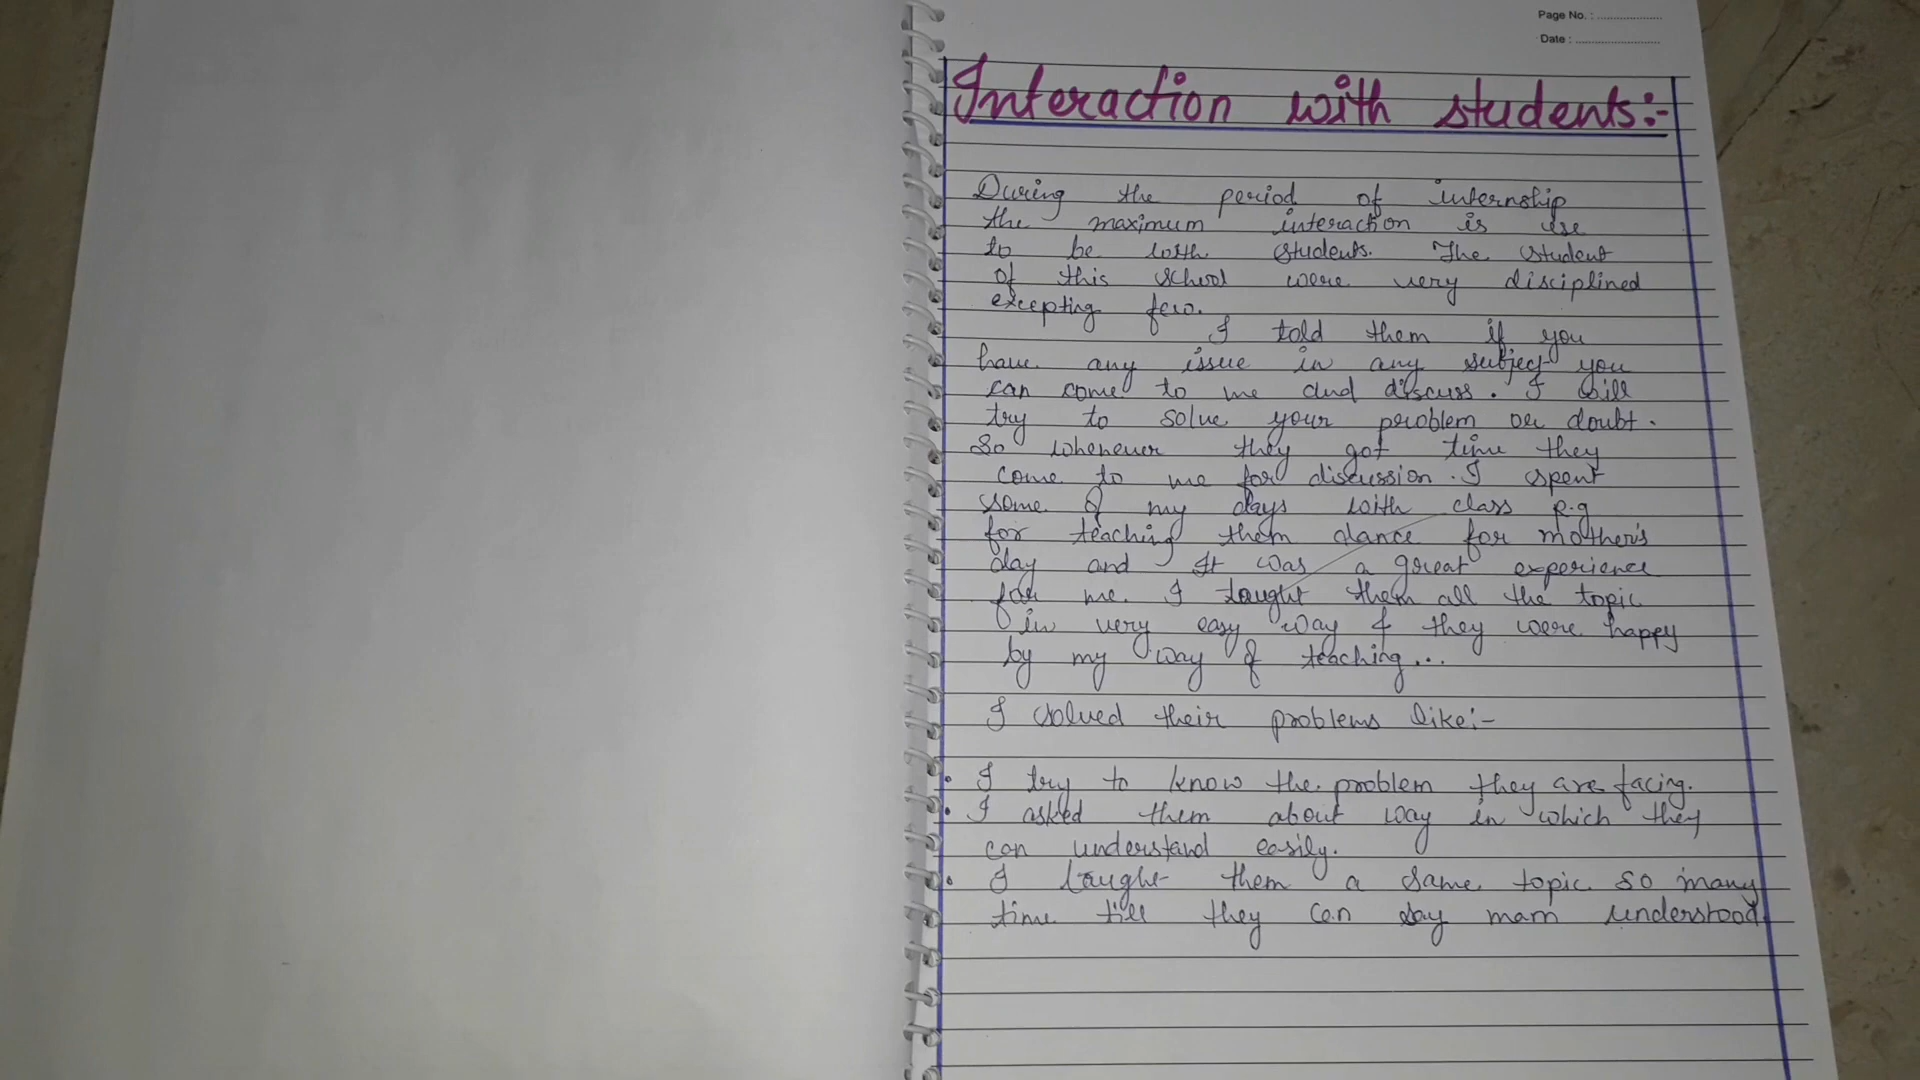 Page No. :
Date :
Interaction with students:-
During the period of internship
the maximum interaction is use
to be with students. The student
of this school were very disciplined
excepting few.
I told them if you
have any issue in any subject you
can come to me and discuss. I will
try to solve your problem or doubt.
So whenever they got time they
come to me for discussion. I spent
some of my days with class
for teaching them dance for mother's
day and It was a great experience
for me. I taught them all the topic
in very easy way & they were happy
by my way of teaching...
I solved their problems like:-
• I try to know the problem they are facing.
• I asked them about way in which they
can understand easily.
• I taught them a same topic so many
time till they can say mam understood.